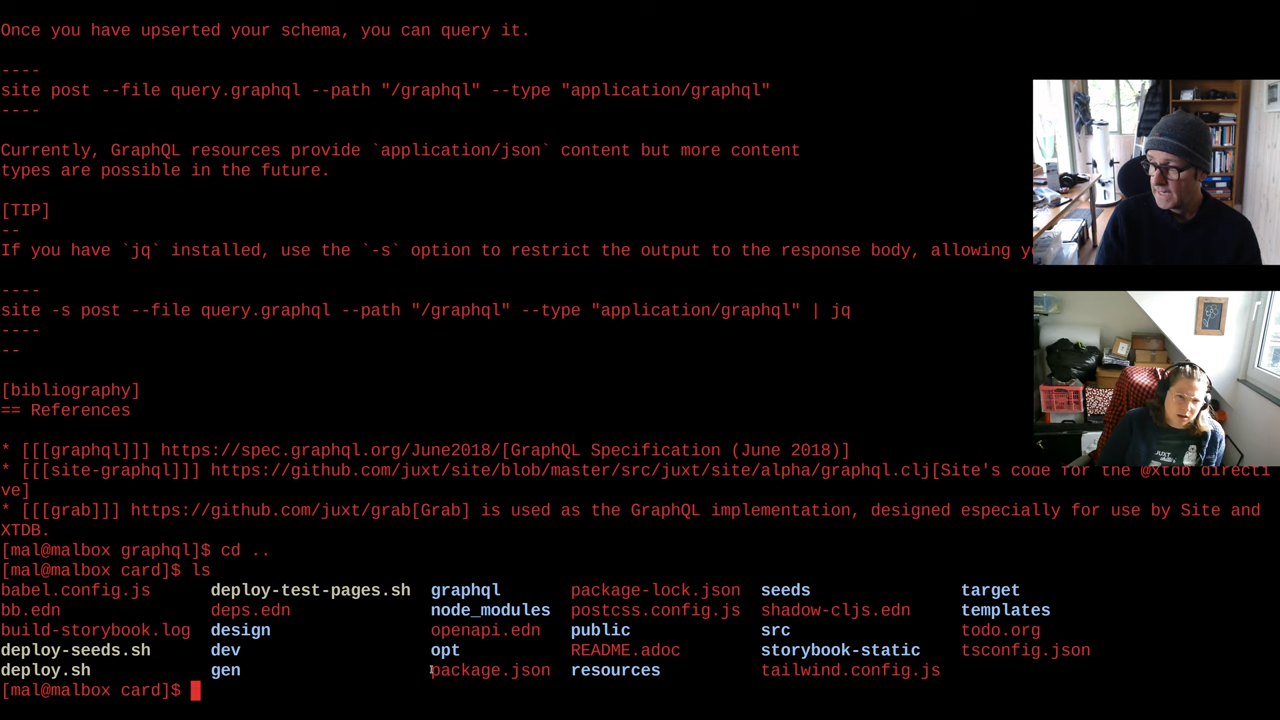 Once you have upserted your schema, you can query it.
----
site post --file query.graphql --path "/graphql" --type "application/graphql"
----
Currently, GraphQL resources provide `application/json` content but more content
types are possible in the future.
[TIP]
--
If you have `jq` installed, use the `-s` option to restrict the output to the response body, allowing
----
site -s post --file query.graphql --path "/graphql" --type "application/graphql" | jq
----
--
[bibliography]
== References
* [[[graphql]]] https://spec.graphql.org/June2018/[GraphQL Specification (June 2018)]
* [[[site-graphql]]] https://github.com/juxt/site/blob/master/src/juxt/site/alpha/graphql.clj[Site's code for the @xtdb directi
ve]
* [[[grab]]] https://github.com/juxt/grab[Grab] is used as the GraphQL implementation, designed especially for use by Site and
XTDB.
[mal@malbox graphql]$ cd ..
[mal@malbox card]$ ls
babel.config.js deploy-test-pages.sh graphql package-lock.json seeds target
bb.edn deps.edn node_modules postcss.config.js shadow-cljs.edn templates
build-storybook.log design openapi.edn public src todo.org
deploy-seeds.sh dev opt README.adoc storybook-static tsconfig.json
deploy.sh gen package.json resources tailwind.config.js
[mal@malbox card]$
JUXT